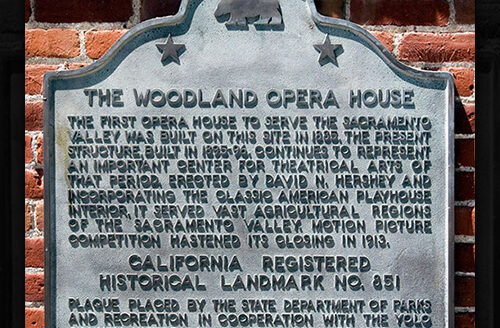 THE WOODLAND OPERA HOUSE
THE FIRST OPERA HOUSE TO SERVE THE SACRAMENTO
VALLEY WAS BUILT ON THIS SITE IN 1885. THE PRESENT
STRUCTURE, BUILT IN 1895-96, CONTINUES TO REPRESENT
AN IMPORTANT CENTER FOR THEATRICAL ARTS OF
THAT PERIOD. ERECTED BY DAVID N. HERSHEY AND
INCORPORATING THE CLASSIC AMERICAN PLAYHOUSE
INTERIOR, IT SERVED VAST AGRICULTURAL REGIONS
OF THE SACRAMENTO VALLEY. MOTION PICTURE
COMPETITION HASTENED ITS CLOSING IN 1913.
CALIFORNIA REGISTERED
HISTORICAL LANDMARK NO. 851
PLAQUE PLACED BY THE STATE DEPARTMENT OF PARKS
AND RECREATION IN COOPERATION WITH THE YOLO